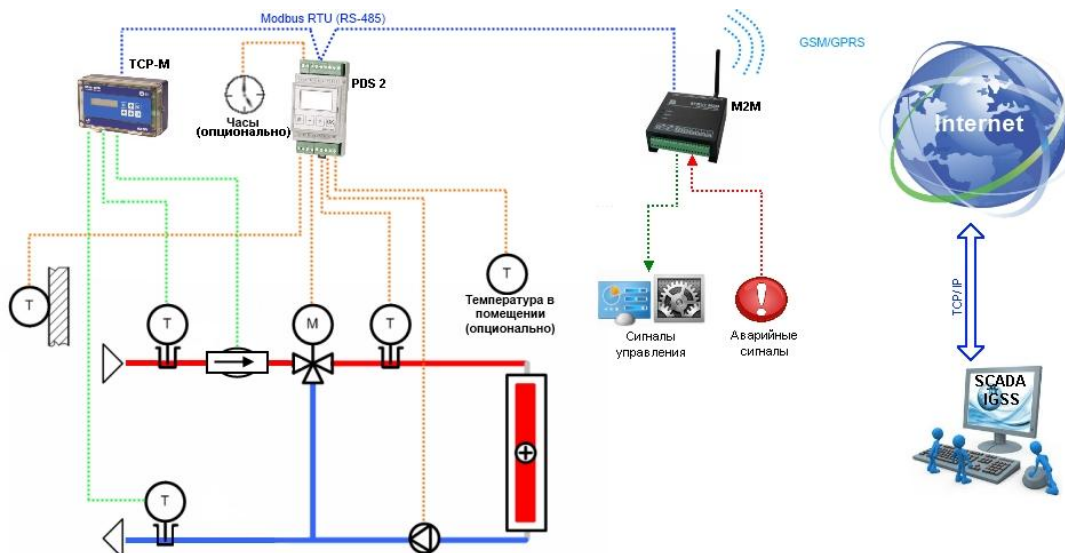 Modbus RTU (RS-485)
TCP-M
PDS 2
Часы
(опционально)
GSM/GPRS
M2M
Internet
T
T
M
T
T
Температура в
помещении
(опционально)
Сигналы
управления
Аварийные
сигналы
TCP/ IP
SCADA
IGSS
T